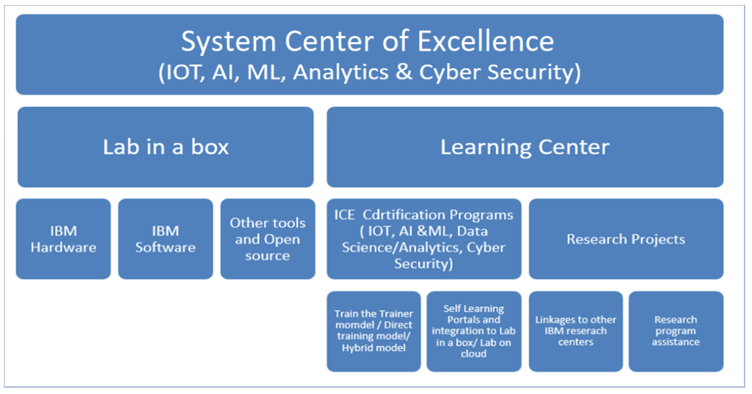 System Center of Excellence
(IOT, AI, ML, Analytics & Cyber Security)
Lab in a box
Learning Center
IBM
Hardware
IBM
Software
Other tools
and Open
source
ICE Cdrtification Programs
( IOT, AI &ML, Data
Science/Analytics, Cyber
Security)
Research Projects
Train the Trainer
momdel / Direct
training model/
Hybrid model
Self Learning
Portals and
integration to Lab
in a box/ Lab on
cloud
Linkages to other
IBM reserach
centers
Research
program
assistance